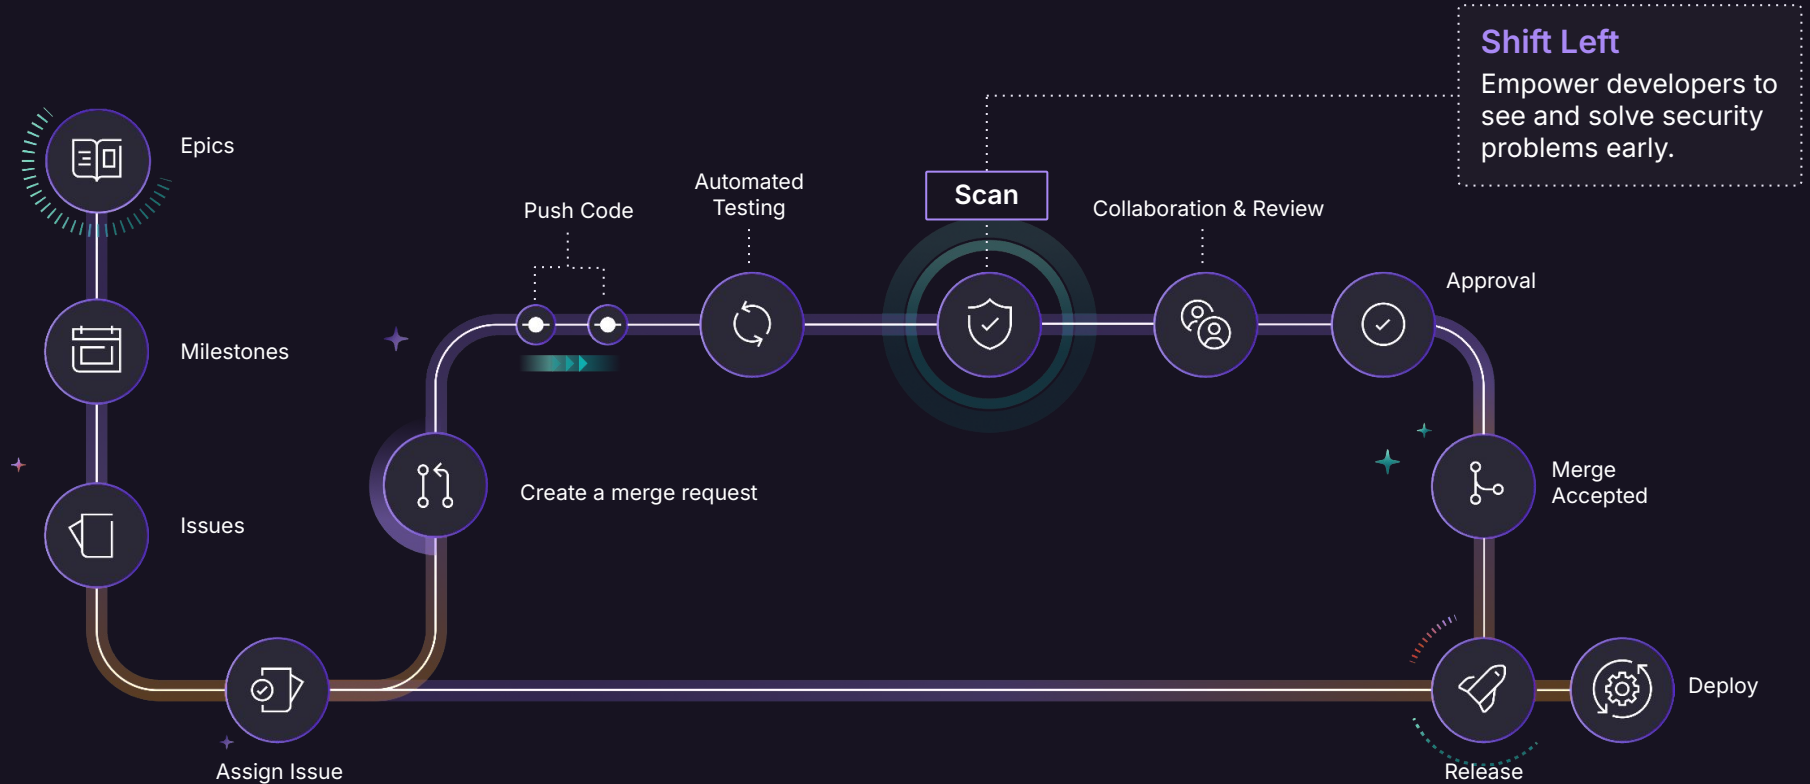 Shift Left
Empower developers to
see and solve security
problems early.
Epics
Milestones
Issues
Assign Issue
Create a merge request
Push Code
Automated
Testing
Scan
Collaboration & Review
Approval
Merge
Accepted
Release
Deploy